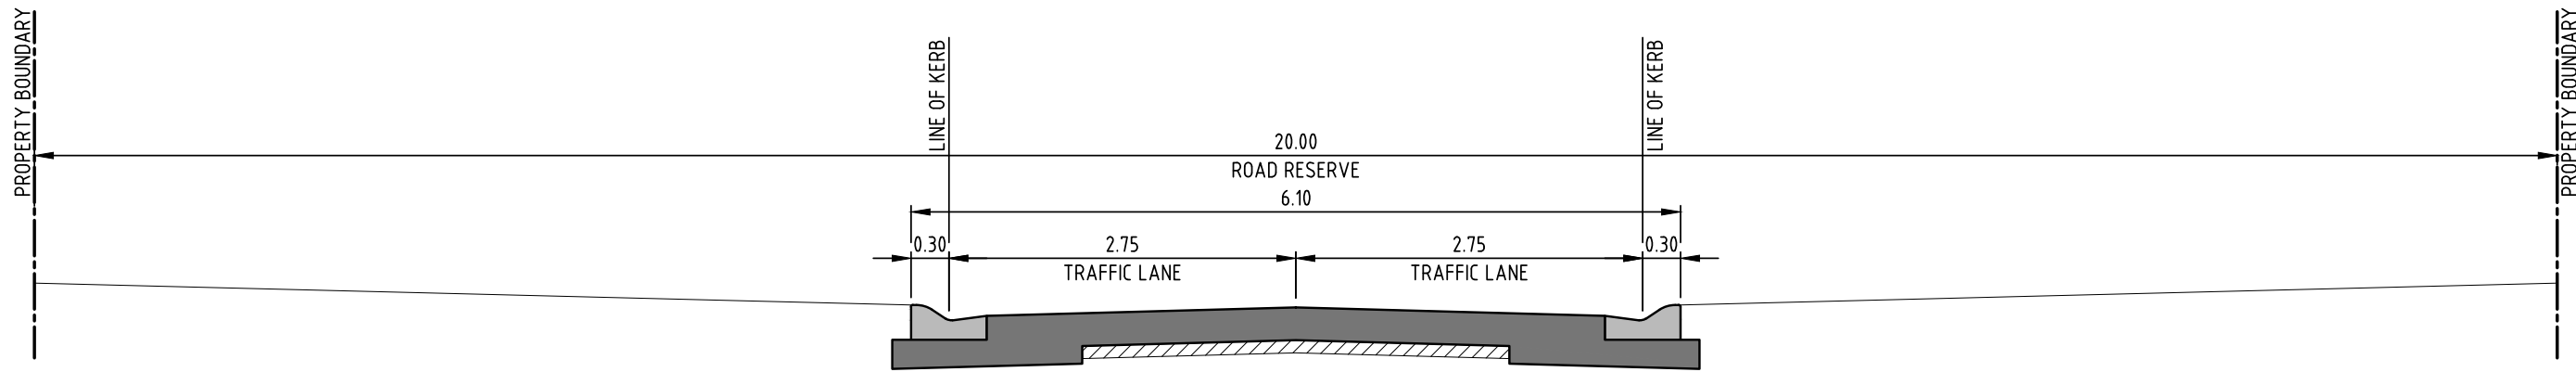 PROPERTY BOUNDARY
LINE OF KERB
LINE OF KERB
PROPERTY BOUNDARY
20.00
ROAD RESERVE
6.10
0.30
2.75
2.75
0.30
TRAFFIC LANE
TRAFFIC LANE